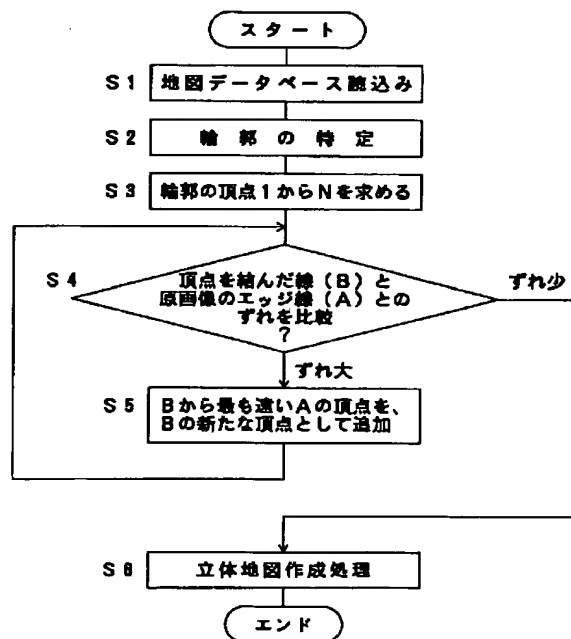 スタート
S1 地図データベース読込み
S2 輪郭の特定
S3 輪郭の頂点1からNを求める
S4 頂点を結んだ線(B)と
原画像のエッジ線(A)との
ずれを比較
?
ずれ少
ずれ大
S5 Bから最も遠いAの頂点を、
Bの新たな頂点として追加
S6 立体地図作成処理
エンド